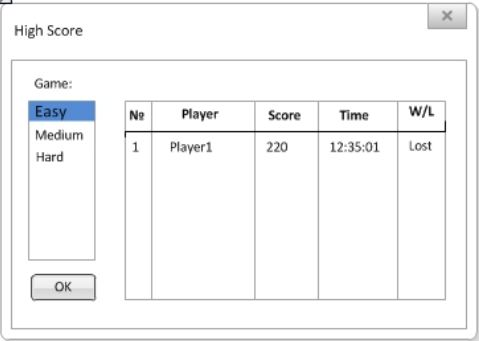 High Score
Game:
Easy
Medium
Hard
№ Player Score Time W/L
1 Player1 220 12:35:01 Lost
OK